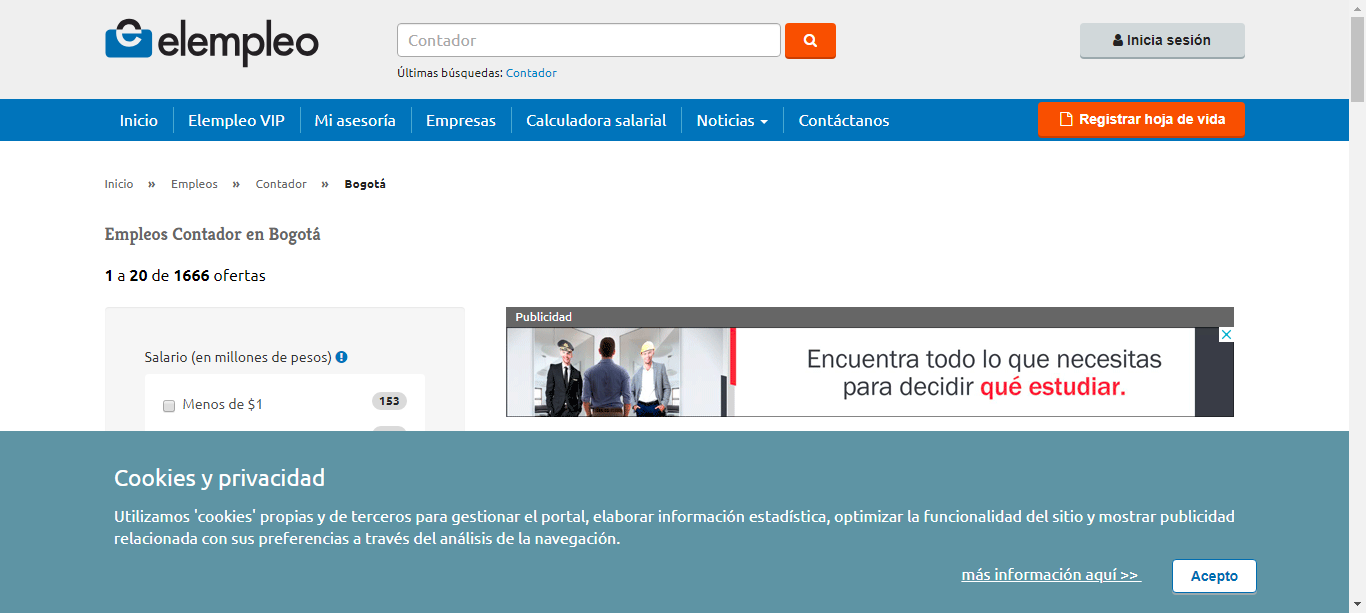 elempleo
Contador
Últimas búsquedas: Contador
Inicia sesión
Inicio
Elempleo VIP
Mi asesoría
Empresas
Calculadora salarial
Noticias
Contáctanos
Registrar hoja de vida
Inicio » Empleos » Contador » Bogotá
Empleos Contador en Bogotá
1 a 20 de 1666 ofertas
Salario (en millones de pesos)
Menos de $1 153
Publicidad
Encuentra todo lo que necesitas
para decidir qué estudiar.
Cookies y privacidad
Utilizamos 'cookies' propias y de terceros para gestionar el portal, elaborar información estadística, optimizar la funcionalidad del sitio y mostrar publicidad
relacionada con sus preferencias a través del análisis de la navegación.
más información aquí >>
Acepto